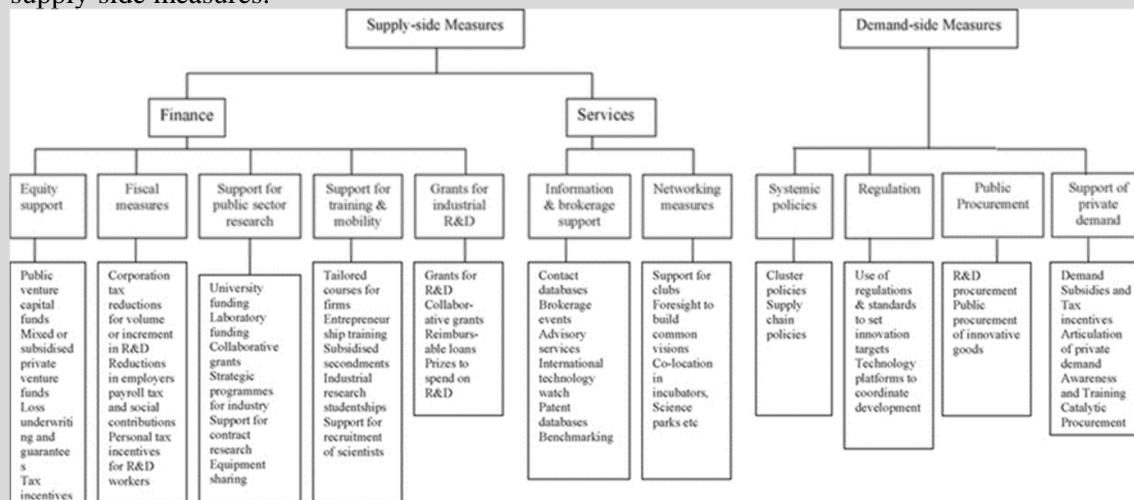 supply-side measures.
Supply-side Measures
Demand-side Measures
Finance
Services
Equity
support
Fiscal
measures
Support for
public sector
research
Support for
training &
mobility
Grants for
industrial
R&D
Information
& brokerage
support
Networking
measures
Systemic
policies
Regulation
Public
Procurement
Support of
private
demand
Public
venture
capital
funds
Mixed or
subsidised
private
venture
funds
Loss
underwriti
ng and
guarantee
s
Tax
incentives
Corporation
tax
reductions
for volume
or increment
in R&D
Reductions
in employers
payroll tax
and social
contributions
Personal tax
incentives
for R&D
workers
University
funding
Laboratory
funding
Collaborative
grants
Strategic
programmes
for industry
Support for
contract
research
Equipment
sharing
Tailored
courses for
firms
Entrepreneur
ship training
Subsidised
secondments
Industrial
research
studentships
Support for
recruitment
of scientists
Grants for
R&D
Collabor-
ative grants
Reimburs-
able loans
Prizes to
spend on
R&D
Contact
databases
Brokerage
events
Advisory
services
International
technology
watch
Patent
databases
Benchmarking
Support for
clubs
Foresight to
build
common
visions
Co-location
in
incubators,
Science
parks etc
Cluster
policies
Supply
chain
policies
Use of
regulations
& standards
to set
innovation
targets
Technology
platforms to
coordinate
development
R&D
procurement
Public
procurement
of innovative
goods
Demand
Subsidies and
Tax
incentives
Articulation
of private
demand
Awareness
and Training
Catalytic
Procurement